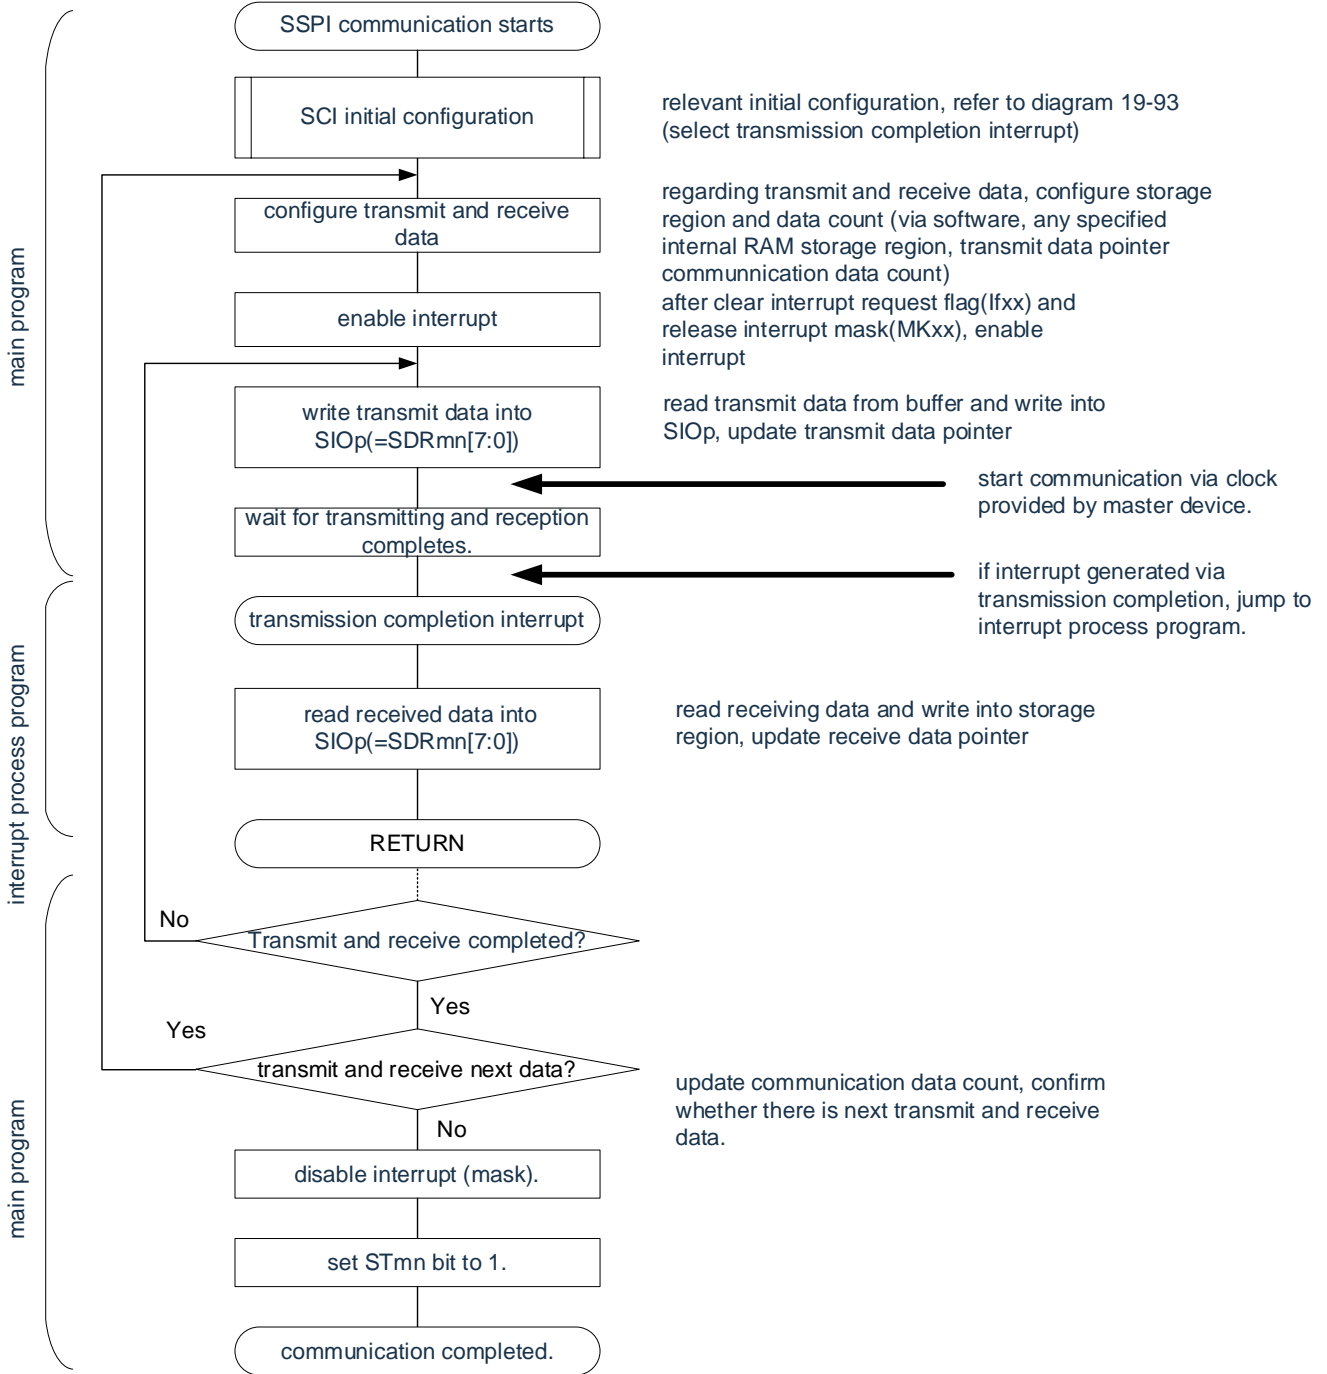 SSPI communication starts
SCI initial configuration
relevant initial configuration, refer to diagram 19-93
(select transmission completion interrupt)
configure transmit and receive
data
regarding transmit and receive data, configure storage
region and data count (via software, any specified
internal RAM storage region, transmit data pointer
communnication data count)
enable interrupt
after clear interrupt request flag(Ifxx) and
release interrupt mask(MKxx), enable
interrupt
main program
write transmit data into
SIOp(=SDRmn[7:0])
read transmit data from buffer and write into
SIOp, update transmit data pointer
start communication via clock
provided by master device.
wait for transmitting and reception
completes.
if interrupt generated via
transmission completion, jump to
interrupt process program.
transmission completion interrupt
interrupt process program
read received data into
SIOp(=SDRmn[7:0])
read receiving data and write into storage
region, update receive data pointer
RETURN
No
Transmit and receive completed?
Yes
Yes
transmit and receive next data?
update communication data count, confirm
whether there is next transmit and receive
data.
No
main program
disable interrupt (mask).
set STmn bit to 1.
communication completed.